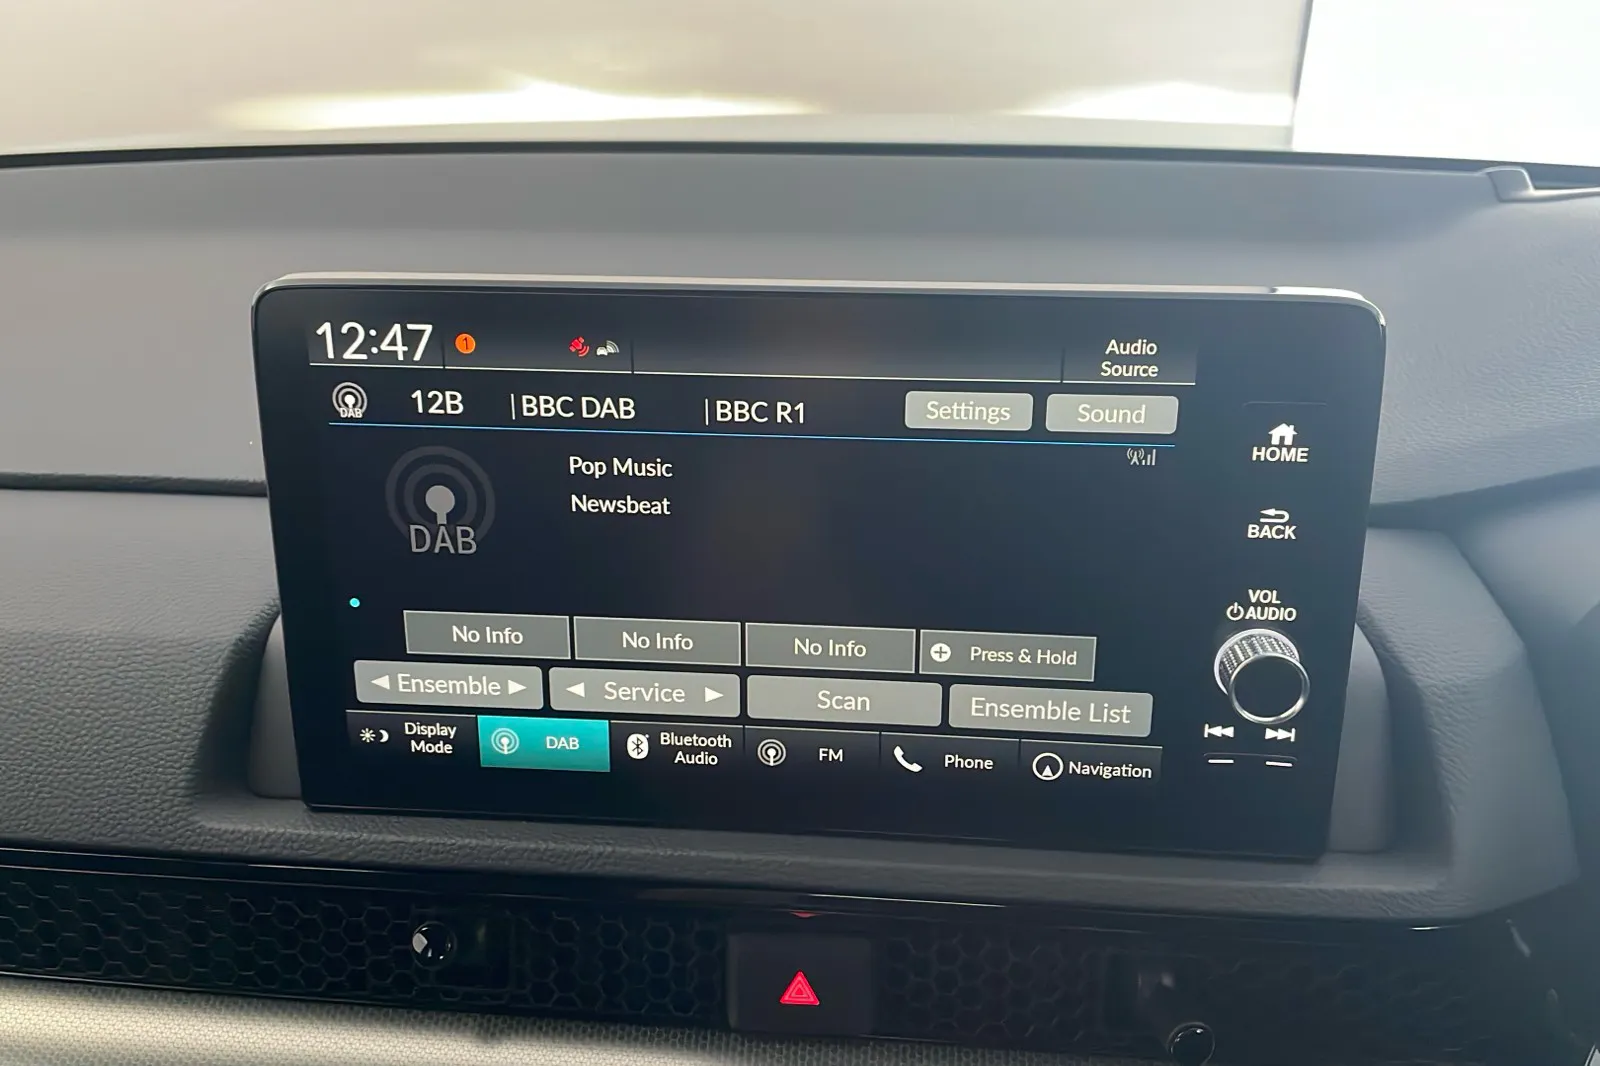 12:47
1
Audio
Source
DAB
12B
|BBC DAB
|BBC R1
Settings
Sound
HOME
Pop Music
Newsbeat
DAB
BACK
VOL
AUDIO
No Info
No Info
No Info
Press & Hold
Ensemble
Service
Scan
Ensemble List
Display
Mode
DAB
Bluetooth
Audio
FM
Phone
Navigation